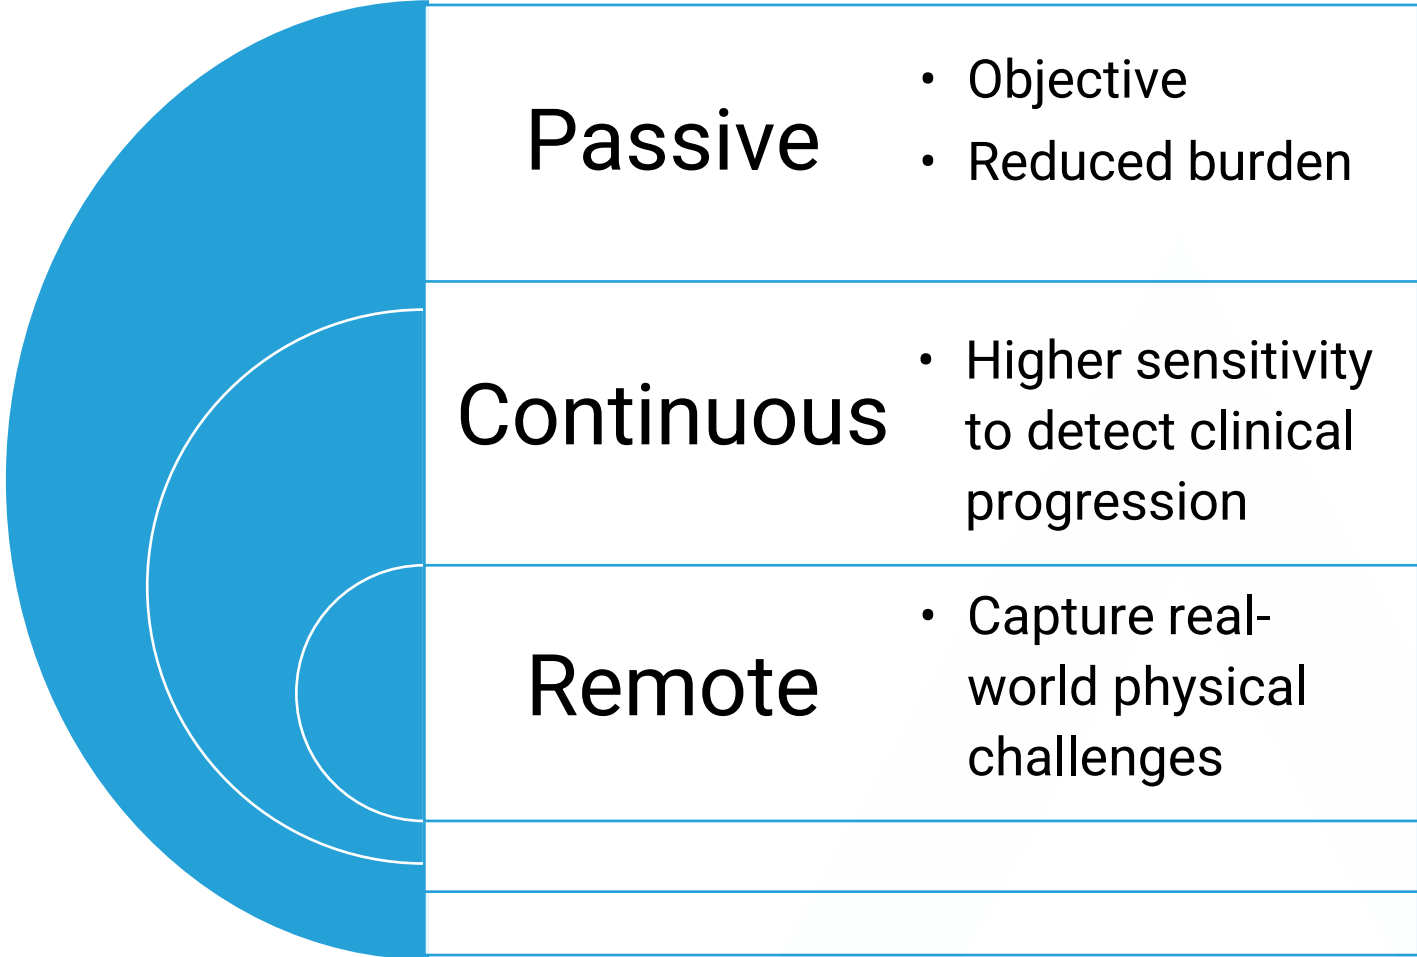 Passive
• Objective
• Reduced burden
Continuous
• Higher sensitivity
to detect clinical
progression
Remote
• Capture real-
world physical
challenges